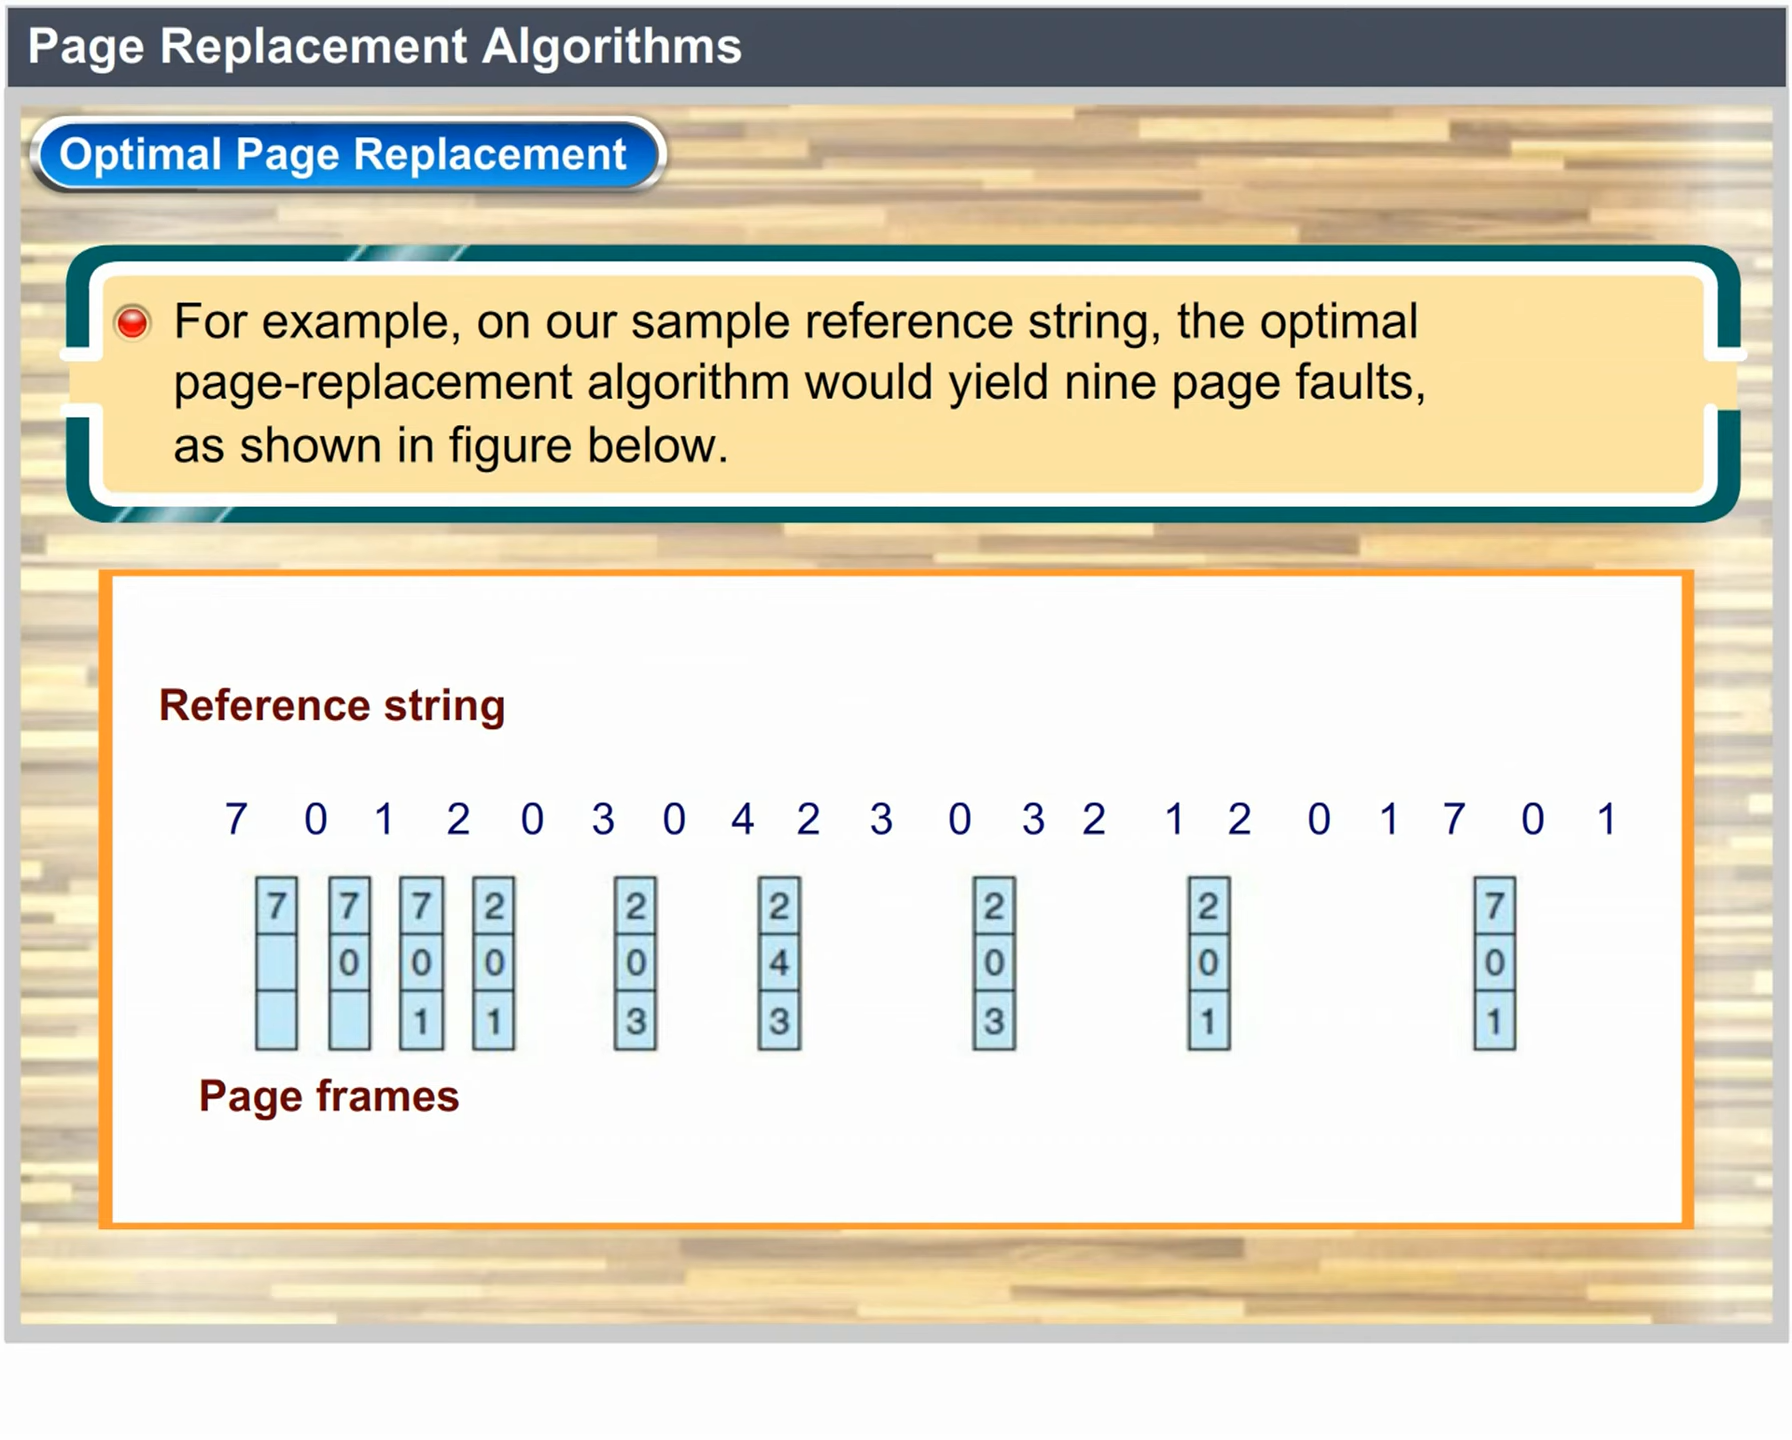 Page Replacement Algorithms
Optimal Page Replacement
For example, on our sample reference string, the optimal
page-replacement algorithm would yield nine page faults,
as shown in figure below.
Reference string
7 0 1 2 0 3 0 4 2 3 0 3 2 1 2 0 1 7 0 1
7 7 7 2 2 2 2 2 7
0 0 0 0 4 0 0 0
1 1 3 3 3 1 1
Page frames